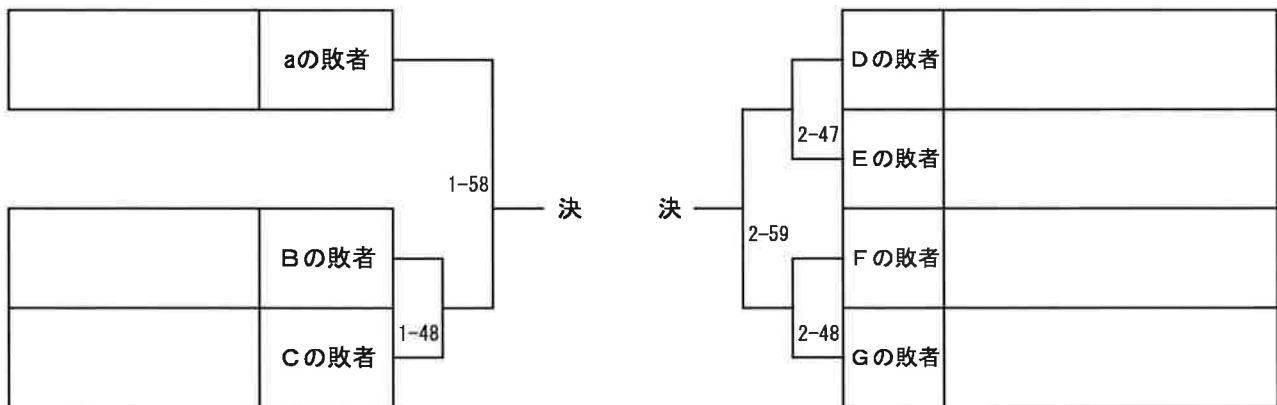 aの敗者
1-58
決
Bの敗者
1-48
Cの敗者
Dの敗者
2-47
Eの敗者
決
2-59
Fの敗者
2-48
Gの敗者